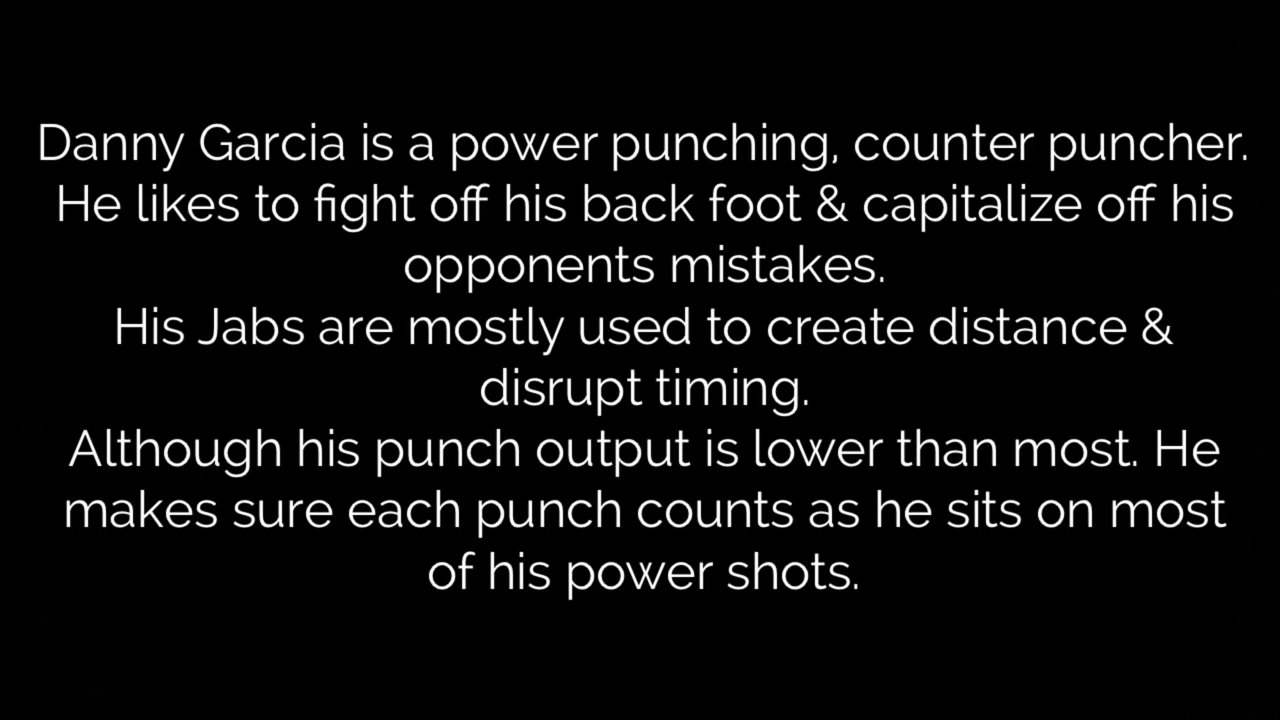 Danny Garcia is a power punching, counter puncher.
He likes to fight off his back foot & capitalize off his
opponents mistakes.
His Jabs are mostly used to create distance &
disrupt timing.
Although his punch output is lower than most. He
makes sure each punch counts as he sits on most
of his power shots.